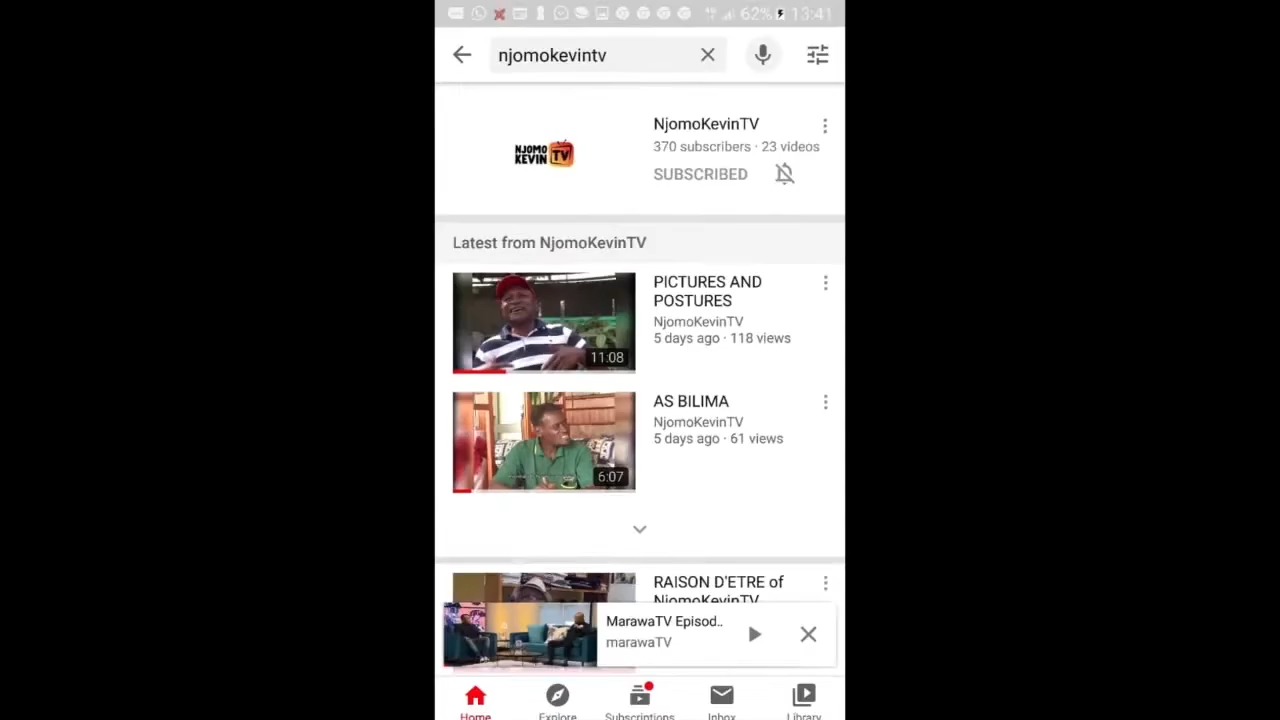 62% 13:41
njomokevintv
NjomoKevinTV
370 subscribers · 23 videos
SUBSCRIBED
NJOMO
KEVIN TV
Latest from NjomoKevinTV
PICTURES AND
POSTURES
NjomoKevinTV
5 days ago · 118 views
11:08
AS BILIMA
NjomoKevinTV
5 days ago · 61 views
6:07
RAISON D'ETRE of
NjomoKevinTV
MarawaTV Episod..
marawaTV
Home Explore Subscriptions Inbox Library